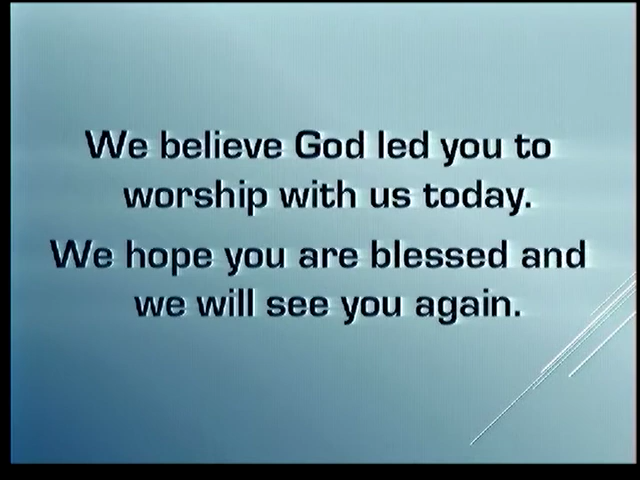 We believe God led you to
worship with us today.
We hope you are blessed and
we will see you again.